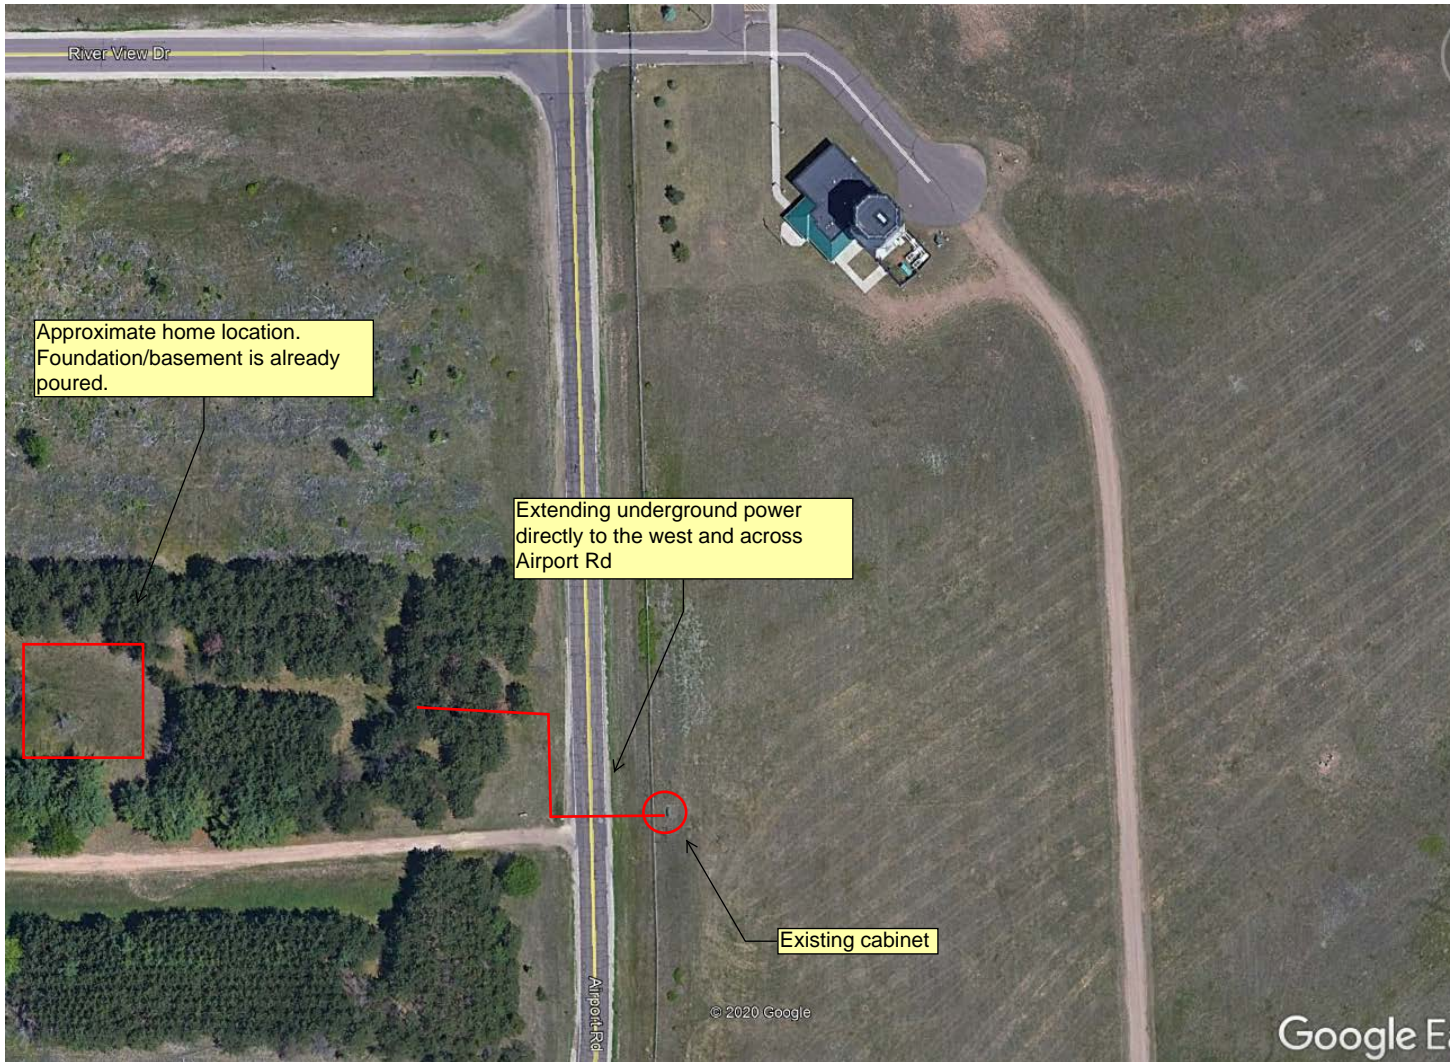 River View Dr
Approximate home location.
Foundation/basement is already
poured.
Extending underground power
directly to the west and across
Airport Rd
Existing cabinet
Airport Rd
© 2020 Google
Google E